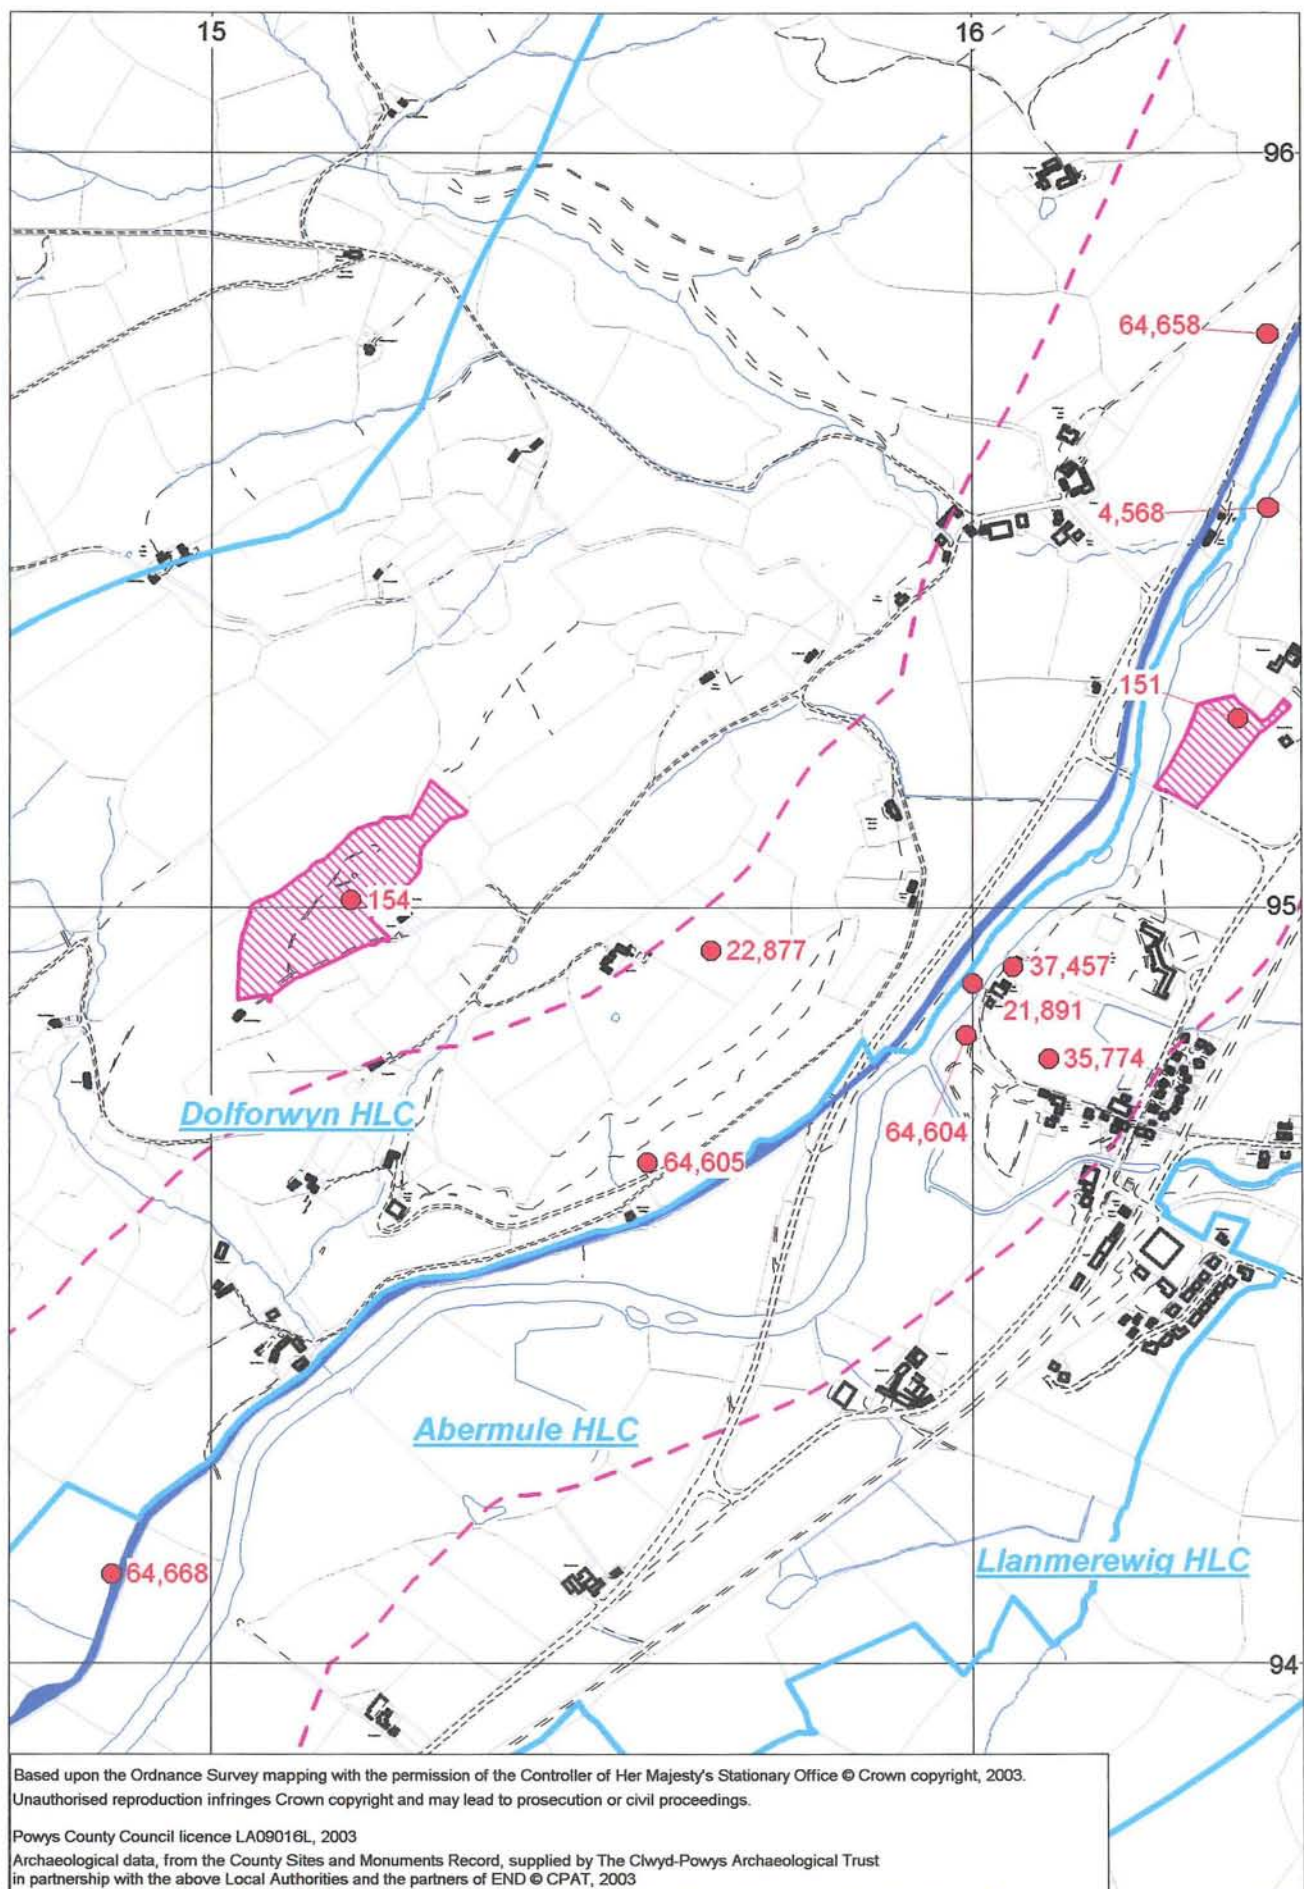 15
16
96
64,658
4,568
151
95
154
22,877
37,457
21,891
35,774
64,604
Dolforwyn HLC
64,605
Abermule HLC
Llanmerewig HLC
64,668
94
Based upon the Ordnance Survey mapping with the permission of the Controller of Her Majesty's Stationary Office © Crown copyright, 2003.
Unauthorised reproduction infringes Crown copyright and may lead to prosecution or civil proceedings.
Powys County Council licence LA09016L, 2003
Archaeological data, from the County Sites and Monuments Record, supplied by The Clwyd-Powys Archaeological Trust
in partnership with the above Local Authorities and the partners of END © CPAT, 2003